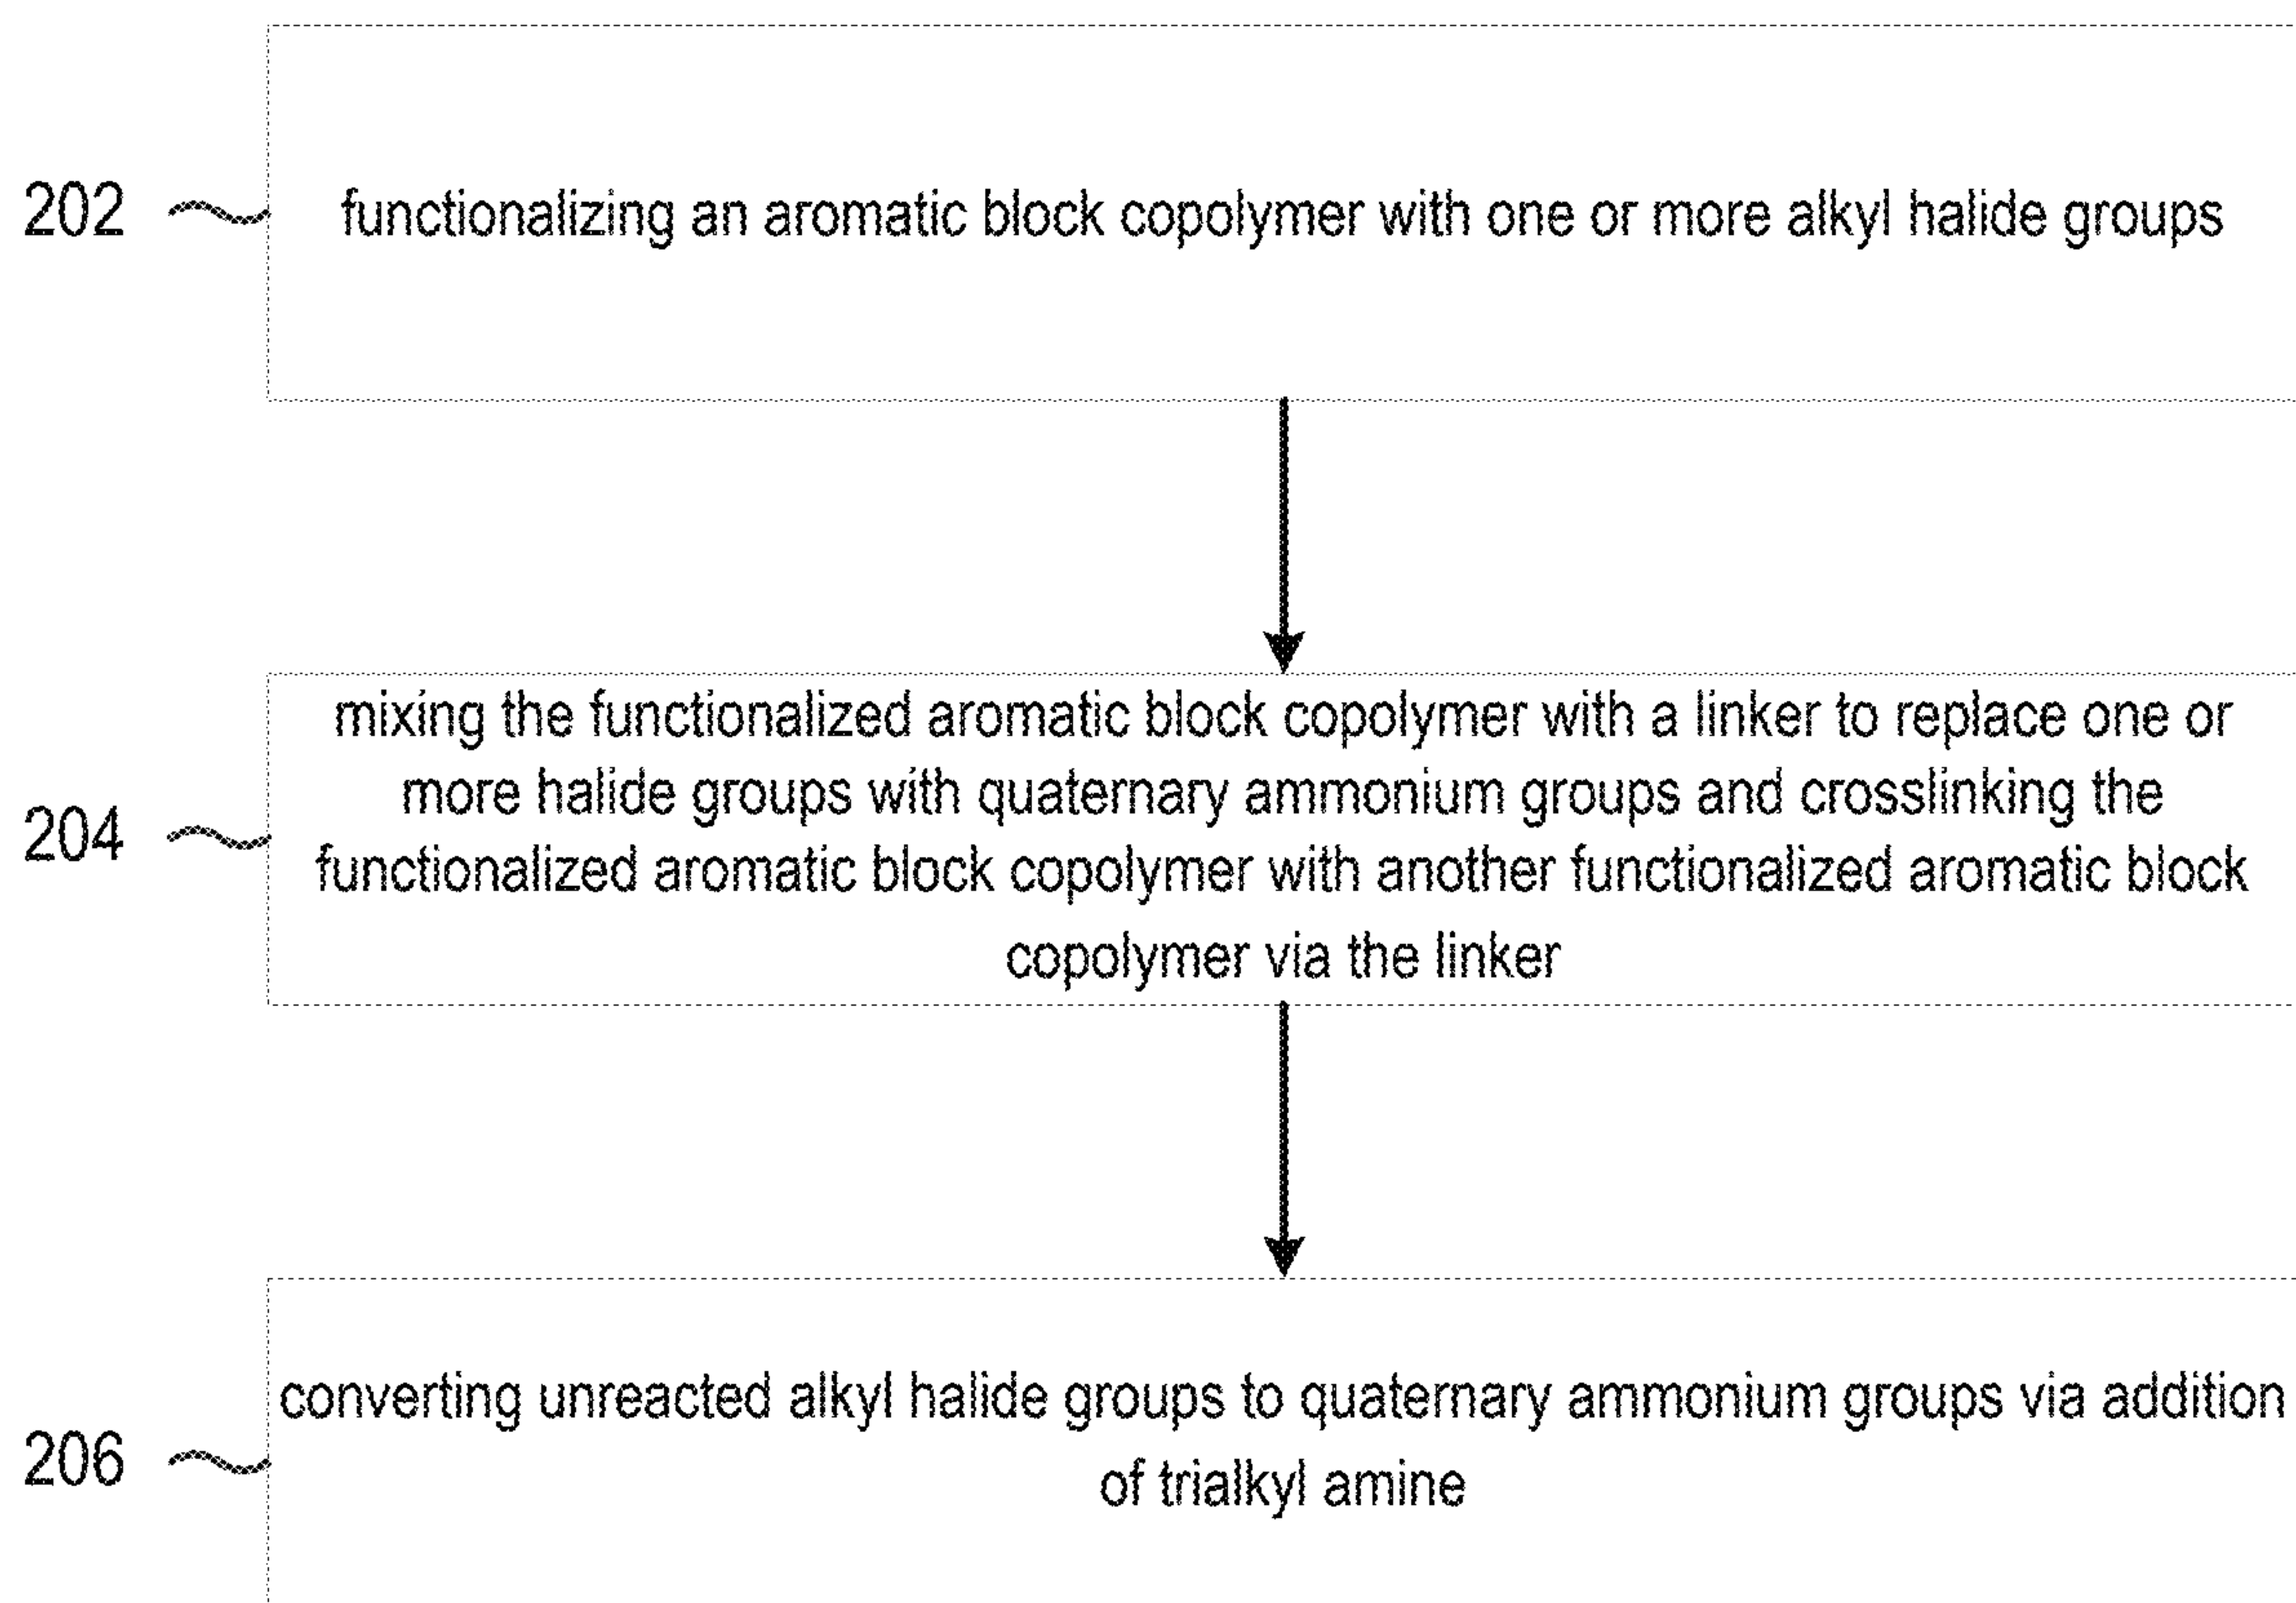 202
functionalizing an aromatic block copolymer with one or more alkyl halide groups
mixing the functionalized aromatic block copolymer with a linker to replace one or
more halide groups with quaternary ammonium groups and crosslinking the
204
functionalized aromatic block copolymer with another functionalized aromatic block
copolymer via the linker
converting unreacted alkyl halide groups to quaternary ammonium groups via addition
206
of trialkyl amine